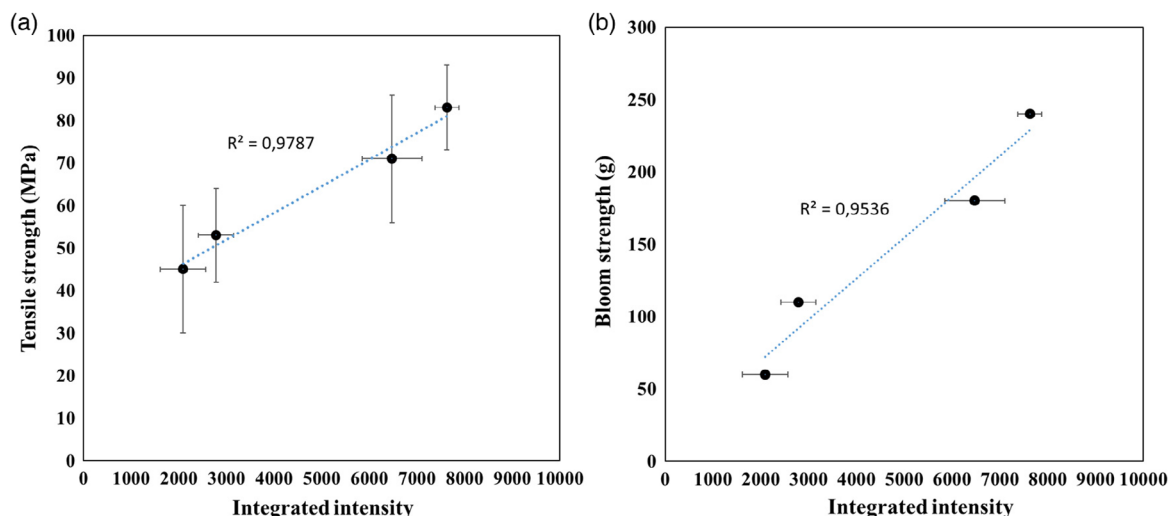 (a)
100
90
80
70
60
50
40
30
20
10
0
Tensile strength (MPa)
R² = 0,9787
0 1000 2000 3000 4000 5000 6000 7000 8000 9000 10000
Integrated intensity
(b)
300
250
200
150
100
50
0
Bloom strength (g)
R² = 0,9536
0 1000 2000 3000 4000 5000 6000 7000 8000 9000 10000
Integrated intensity